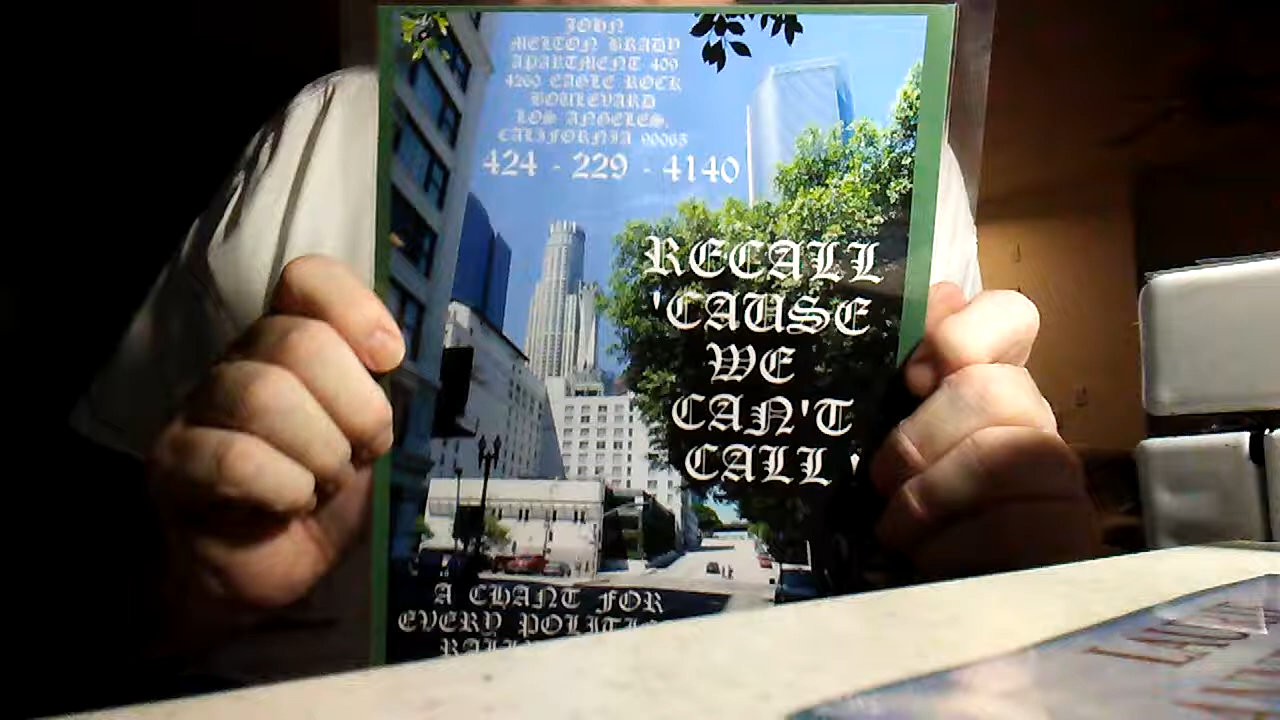 JOHN
MELTON BRADY
APARTMENT 409
4260 EAGLE ROCK
BOULEVARD
LOS ANGELES,
CALIFORNIA 90065
424 - 229 - 4140
RECALL
'CAUSE
WE
CAN'T
CALL '
A CHANT FOR
EVERY